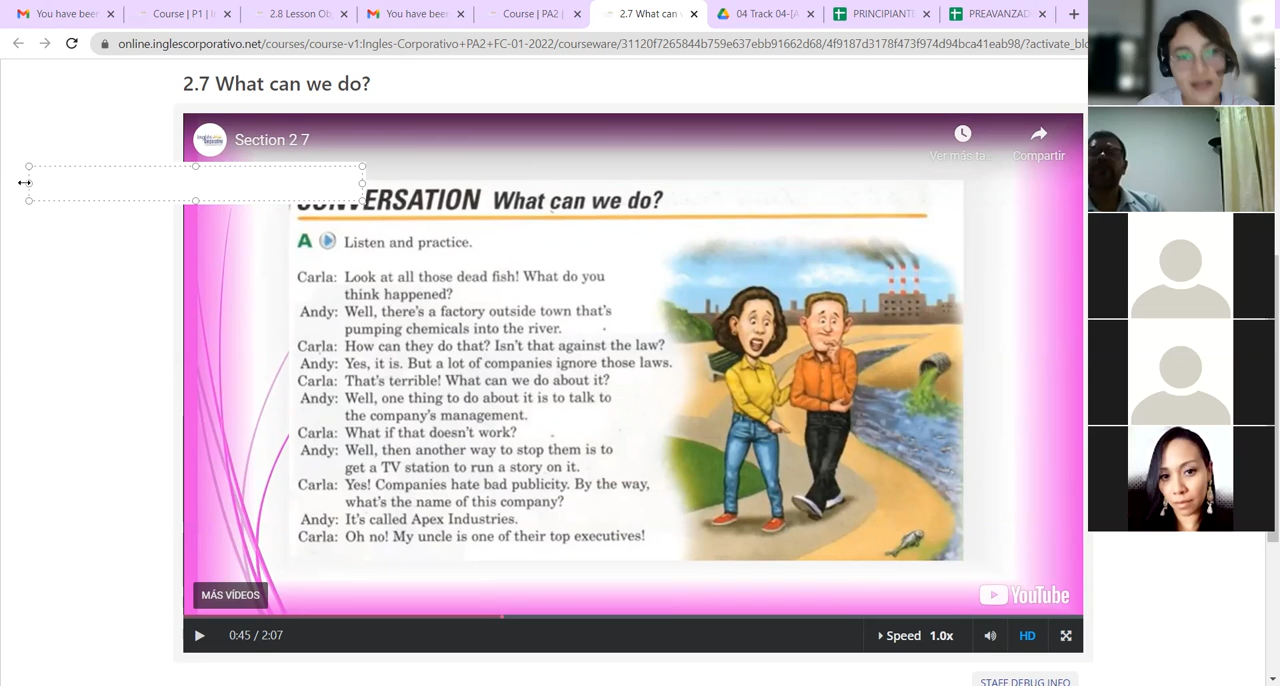 You have bee
Course | P1 | I
2.8 Lesson Ob
You have bee
Course | PA2 |
2.7 What can
04 Track 04-[A
PRINCIPIANT
PREAVANZAD
online.inglescorporativo.net/courses/course-v1:Ingles-Corporativo+PA2+FC-01-2022/courseware/31120f7265844b759e637ebb91662d68/4f9187d3178f473f974d94bca41eab98/?activate_blo
2.7 What can we do?
Section 2 7
Ver más ta...
Compartir
CONVERSATION What can we do?
A Listen and practice.
Carla: Look at all those dead fish! What do you
think happened?
Andy: Well, there's a factory outside town that's
pumping chemicals into the river.
Carla: How can they do that? Isn't that against the law?
Andy: Yes, it is. But a lot of companies ignore those laws.
Carla: That's terrible! What can we do about it?
Andy: Well, one thing to do about it is to talk to
the company's management.
Carla: What if that doesn't work?
Andy: Well, then another way to stop them is to
get a TV station to run a story on it.
Carla: Yes! Companies hate bad publicity. By the way,
what's the name of this company?
Andy: It's called Apex Industries.
Carla: Oh no! My uncle is one of their top executives!
MÁS VÍDEOS
YouTube
0:45 / 2:07
Speed 1.0x
HD
STAFF DEBUG INFO